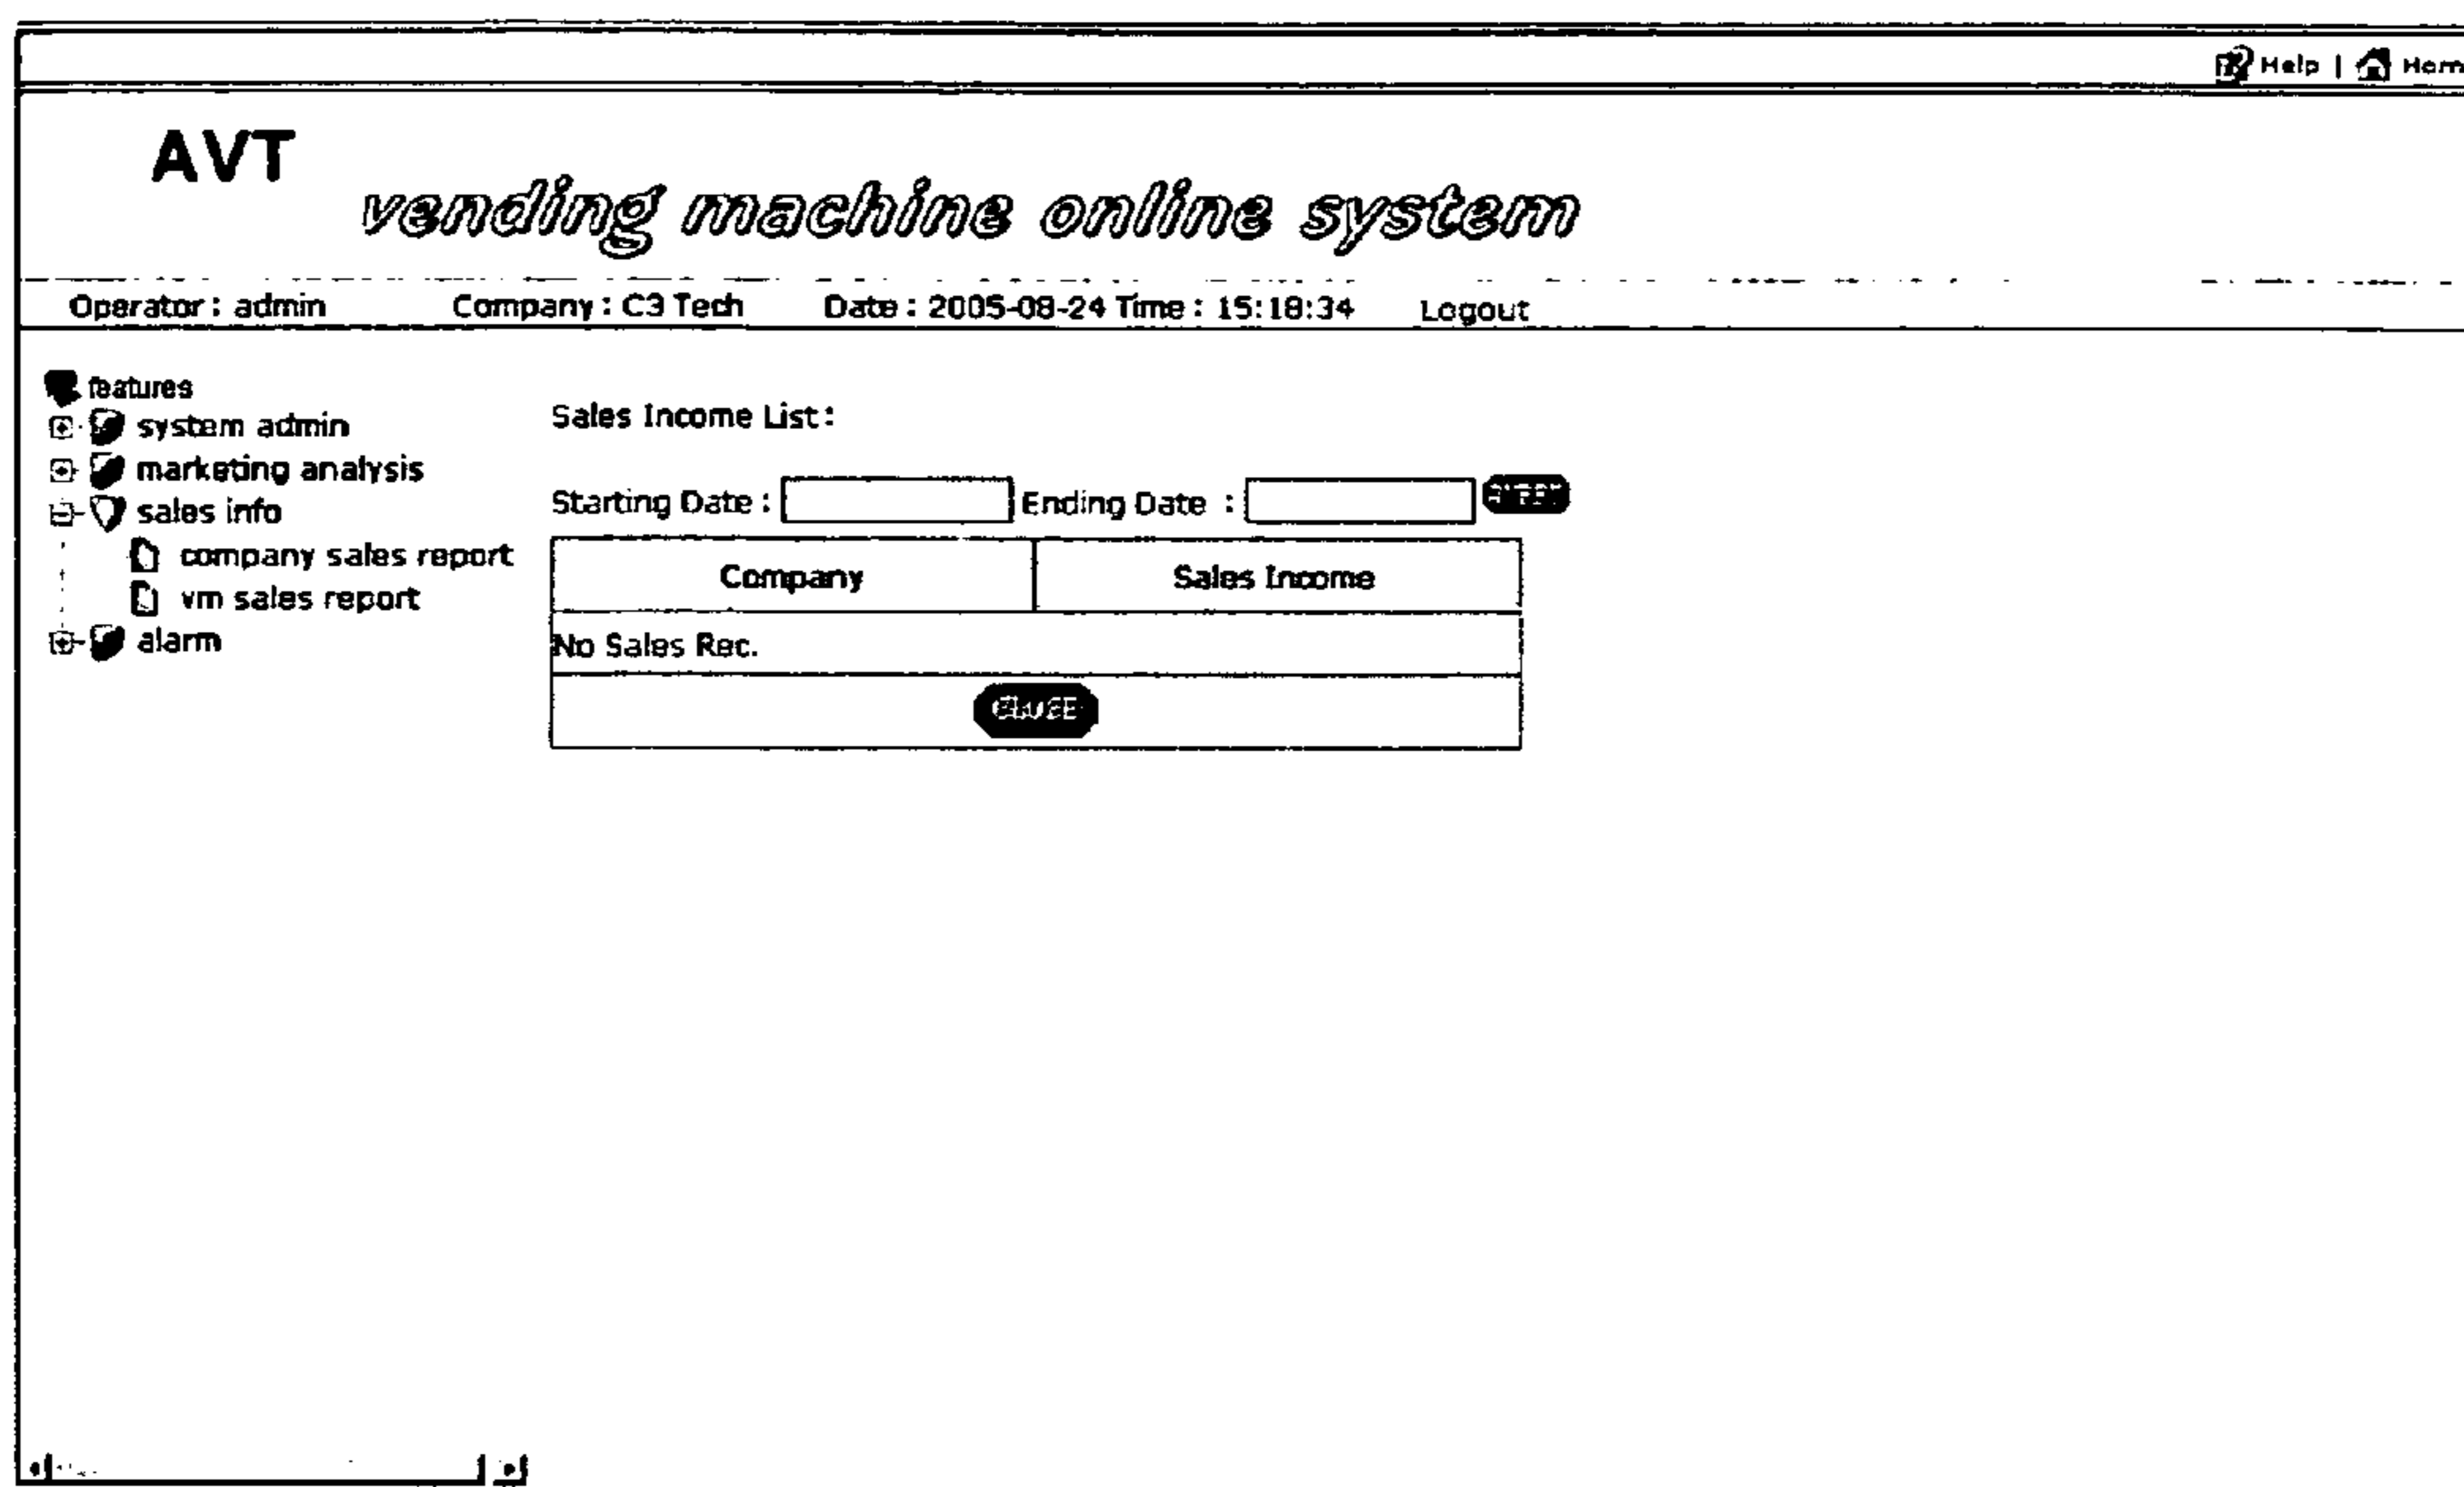 Help | Hom
AVT
vending machine online system
Operator : admin Company : C3 Tech Date : 2005-08-24 Time : 15:18:34 Logout
features
system admin
marketing analysis
sales info
company sales report
vm sales report
alarm
Sales Income List :
Starting Date : Ending Date :
Company Sales Income
No Sales Rec.